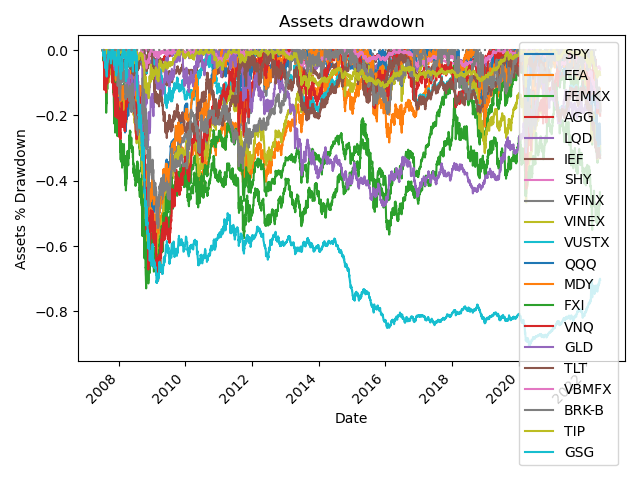 Assets drawdown
Assets % Drawdown
0.0
−0.2
−0.4
−0.6
−0.8
2008
2010
2012
2014
2016
2018
2020
2022
Date
SPY
EFA
FEMKX
AGG
LQD
IEF
SHY
VFINX
VINEX
VUSTX
QQQ
MDY
FXI
VNQ
GLD
TLT
VBMFX
BRK-B
TIP
GSG